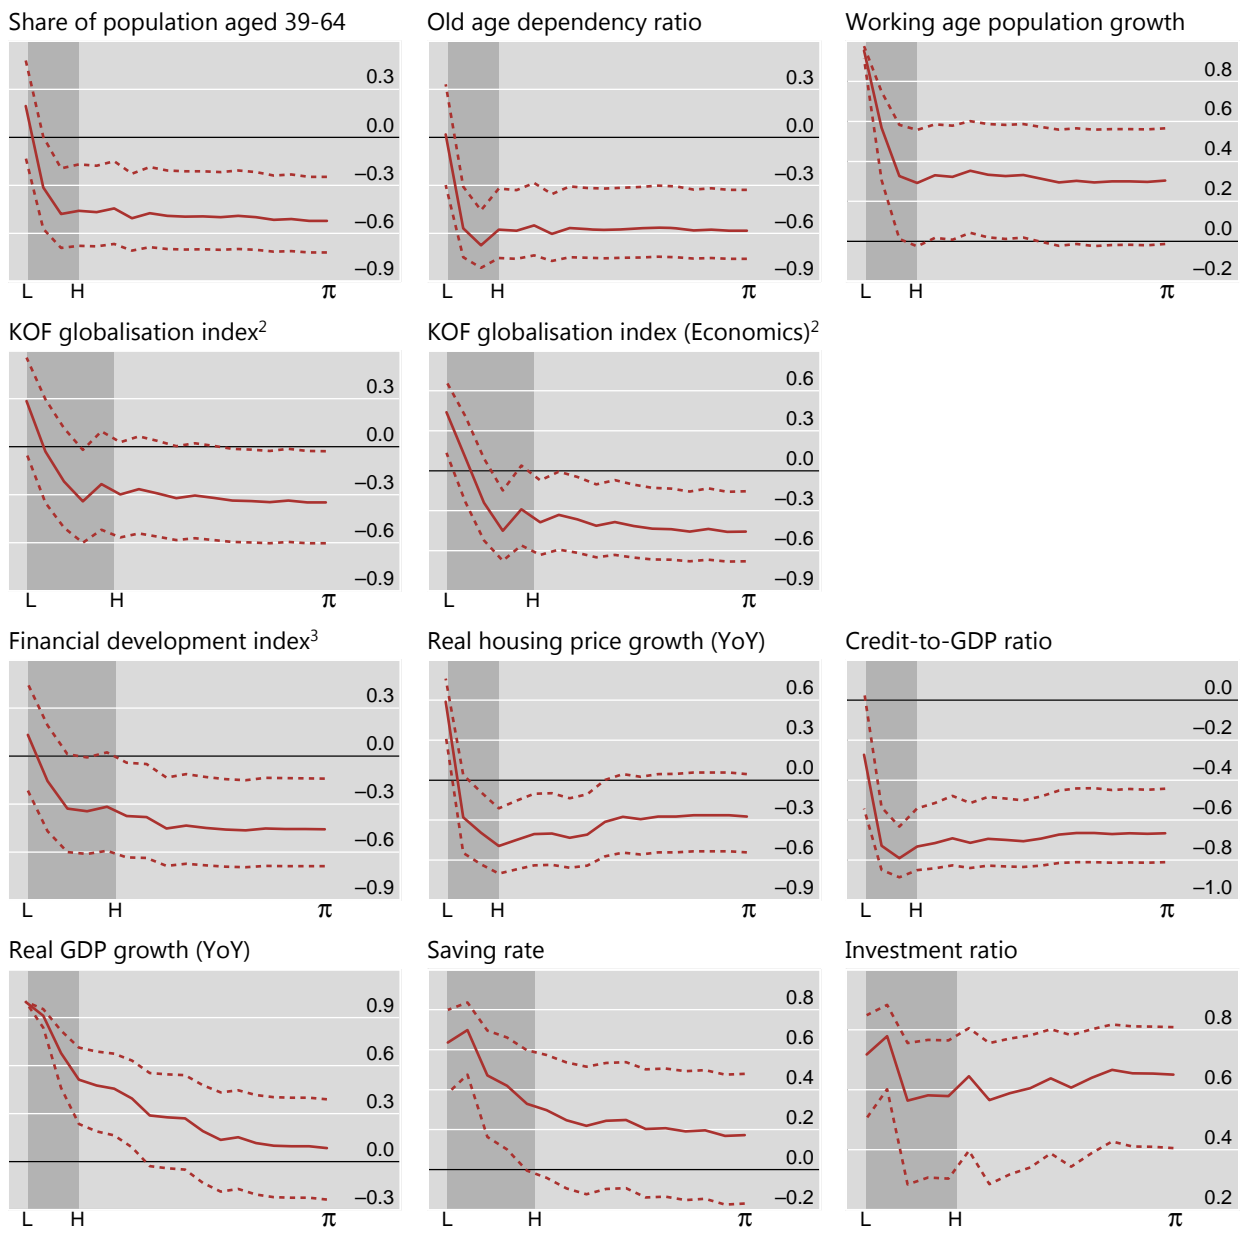 Share of population aged 39-64
Old age dependency ratio
Working age population growth
0.3
0.0
–0.3
–0.6
–0.9
L H π
0.3
0.0
–0.3
–0.6
–0.9
L H π
0.8
0.6
0.4
0.2
0.0
–0.2
L H π
KOF globalisation index2
KOF globalisation index (Economics)2
0.3
0.0
–0.3
–0.6
–0.9
L H π
0.6
0.3
0.0
–0.3
–0.6
–0.9
L H π
Financial development index3
Real housing price growth (YoY)
Credit-to-GDP ratio
0.3
0.0
–0.3
–0.6
–0.9
L H π
0.6
0.3
0.0
–0.3
–0.6
–0.9
L H π
0.0
–0.2
–0.4
–0.6
–0.8
–1.0
L H π
Real GDP growth (YoY)
Saving rate
Investment ratio
0.9
0.6
0.3
0.0
–0.3
L H π
0.8
0.6
0.4
0.2
0.0
–0.2
L H π
0.8
0.6
0.4
0.2
L H π